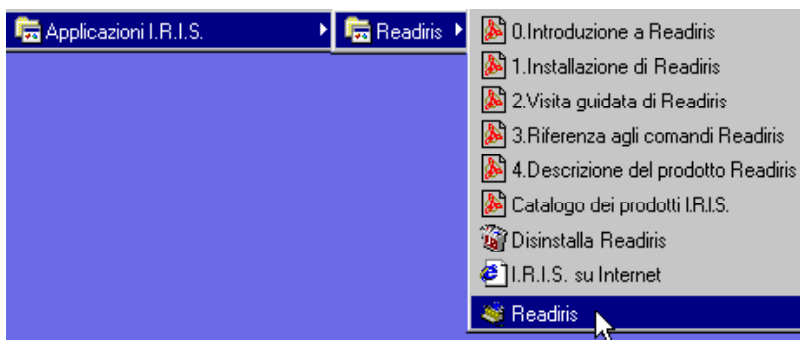 Applicazioni I.R.I.S.
Readiris
0.Introduzione a Readiris
1.Installazione di Readiris
2.Visita guidata di Readiris
3.Riferenza agli comandi Readiris
4.Descrizione del prodotto Readiris
Catalogo dei prodotti I.R.I.S.
Disinstalla Readiris
I.R.I.S. su Internet
Readiris